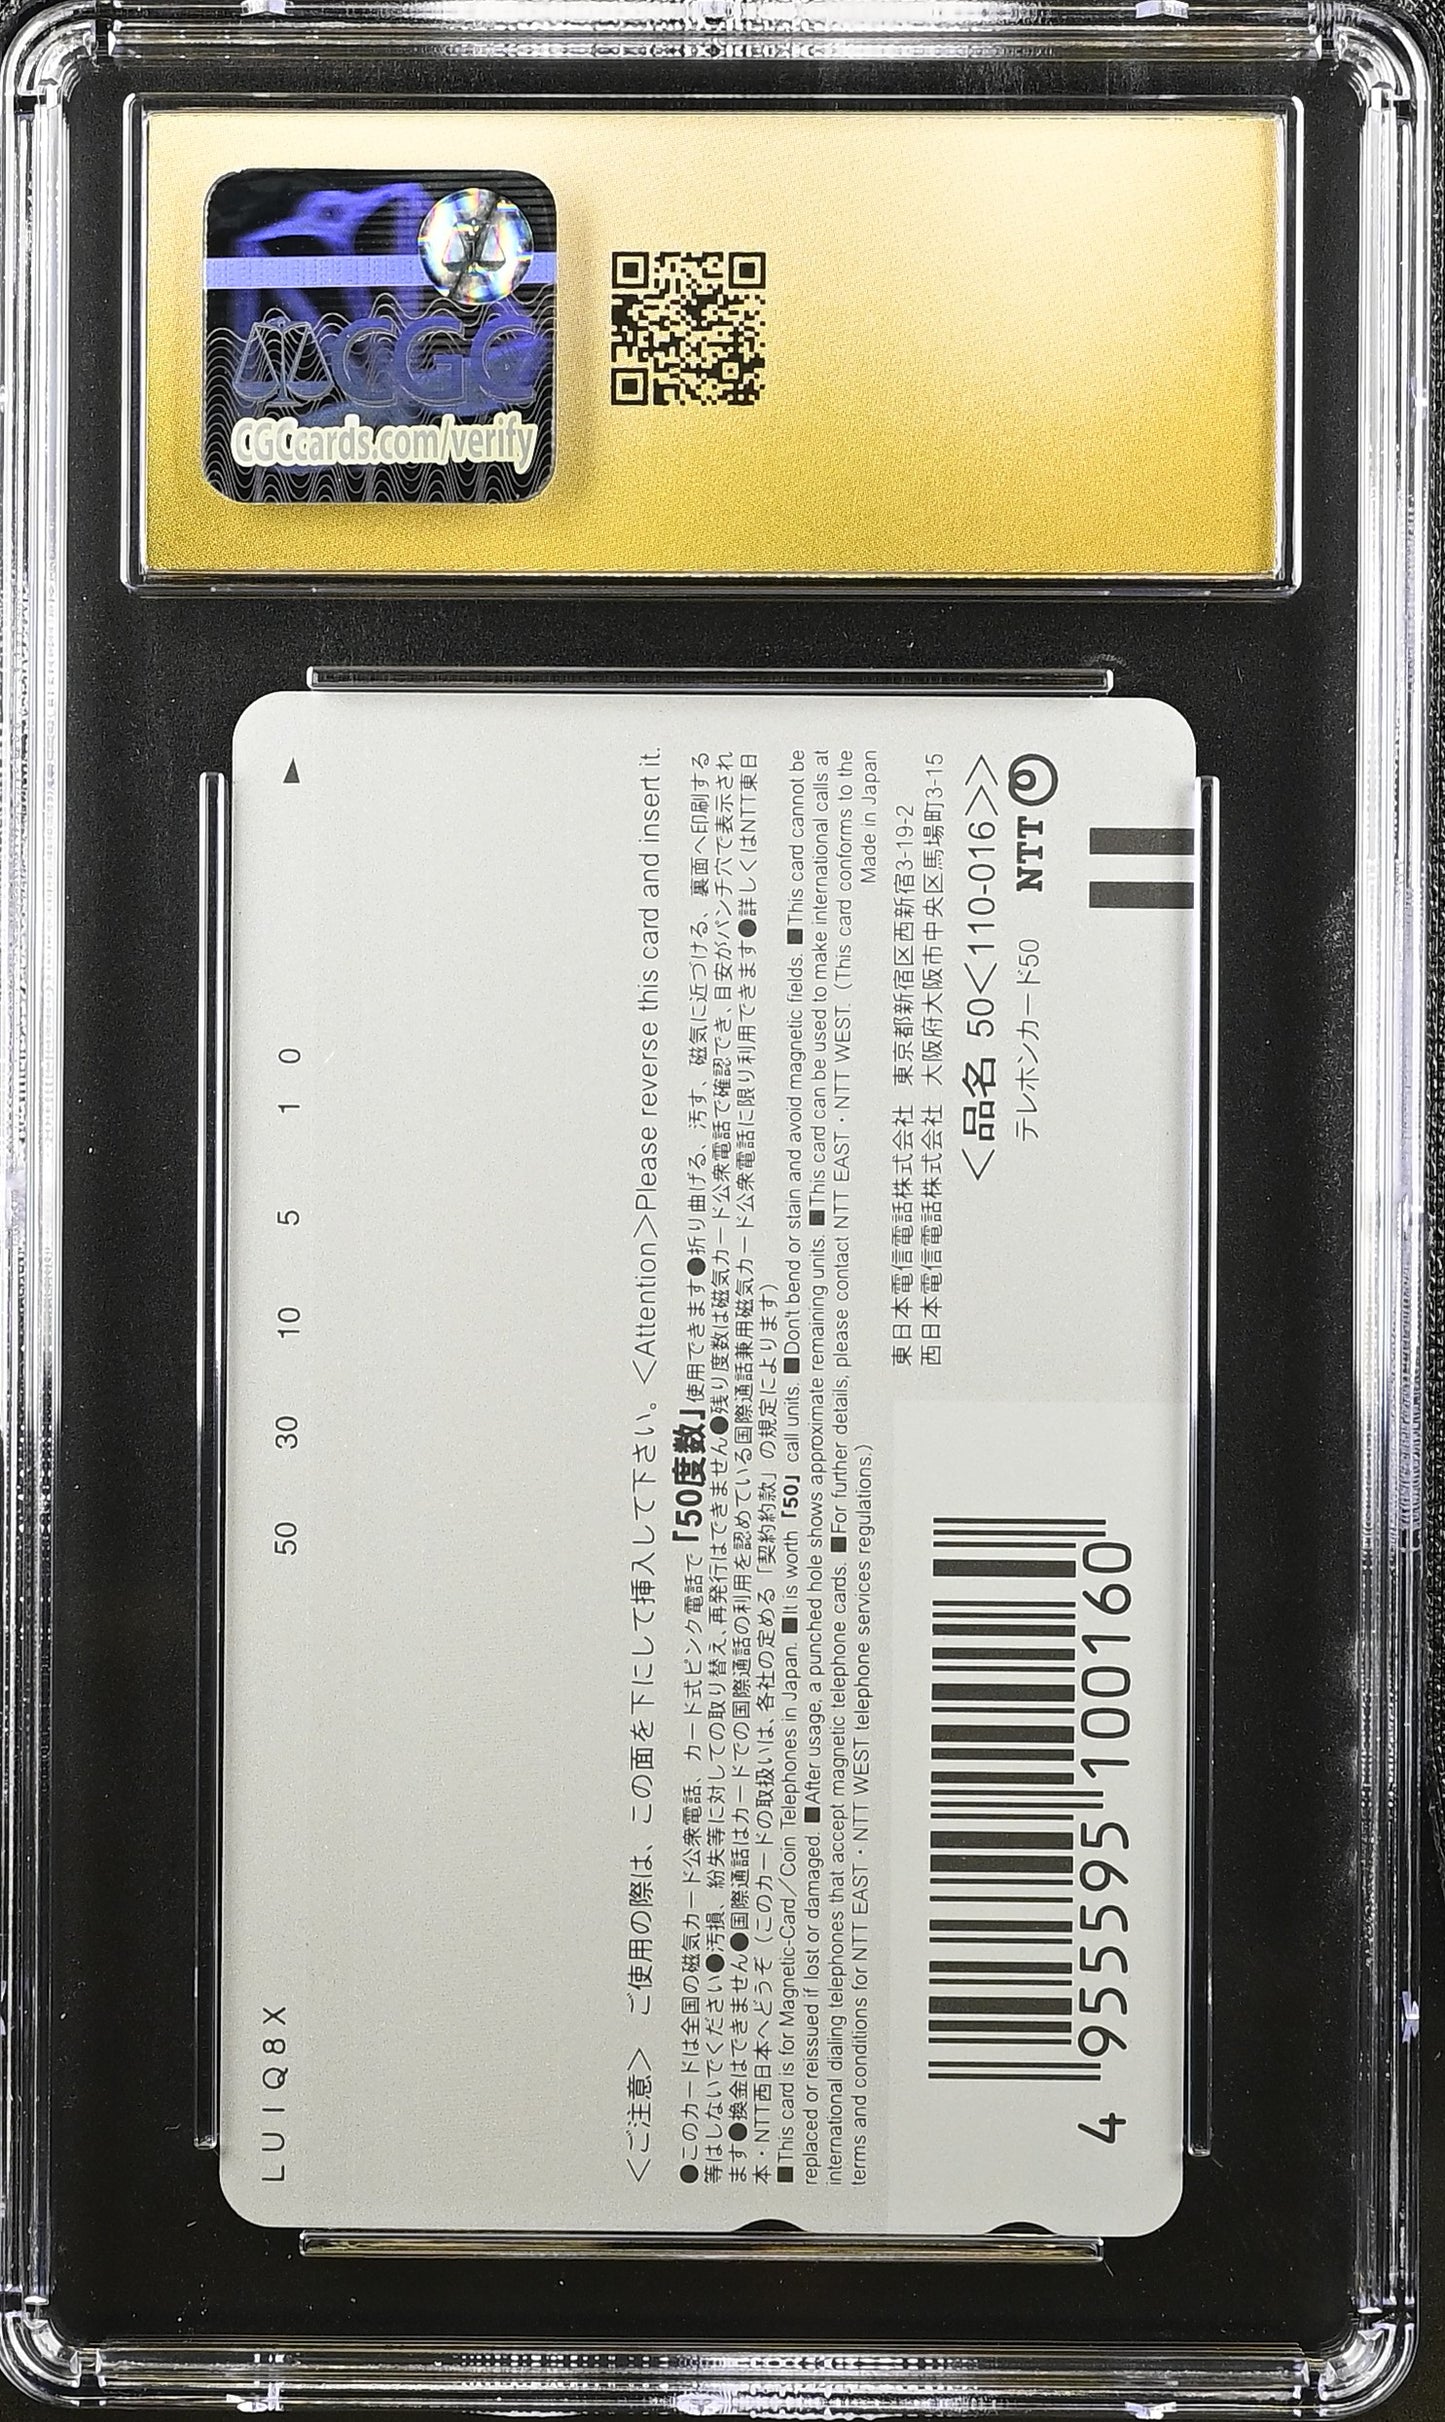 CGC
CGCcards.com/verify
LUIQ8X
50 30 10 5 1 0
<ご注意> ご使用の際は、この面を下にして挿入して下さい。<Attention>Please reverse this card and insert it.
●このカードは全国の磁気カード公衆電話、カード式ピンク電話で「50度数」使用できます●折り曲げる、汚す、磁気に近づける、裏面へ印刷する
等はしないでください●汚損、紛失等に対しての取り替え、再発行はできません●残り度数は磁気カード公衆電話で確認でき、目安がパンチ穴で表示され
ます●換金はできません●国際通話はカードでの国際通話の利用を認めている国際通話兼用磁気カード公衆電話に限り利用できます●詳しくはNTT東日
本・NTT西日本へどうぞ(このカードの取扱いは、各社の定める「契約約款」の規定によります)
■This card is for Magnetic-Card/Coin Telephones in Japan. ■It is worth「50」call units. ■Don't bend or stain and avoid magnetic fields. ■This card cannot be
replaced or reissued if lost or damaged. ■After usage, a punched hole shows approximate remaining units. ■This card can be used to make international calls at
international dialing telephones that accept magnetic telephone cards. ■For further details, please contact NTT EAST・NTT WEST. (This card conforms to the
terms and conditions for NTT EAST・NTT WEST telephone services regulations.)
Made in Japan
東日本電信電話株式会社 東京都新宿区西新宿3-19-2
西日本電信電話株式会社 大阪府大阪市中央区馬場町3-15
<品名 50<110-016>>
テレホンカード50 NTT
4 955595 100160